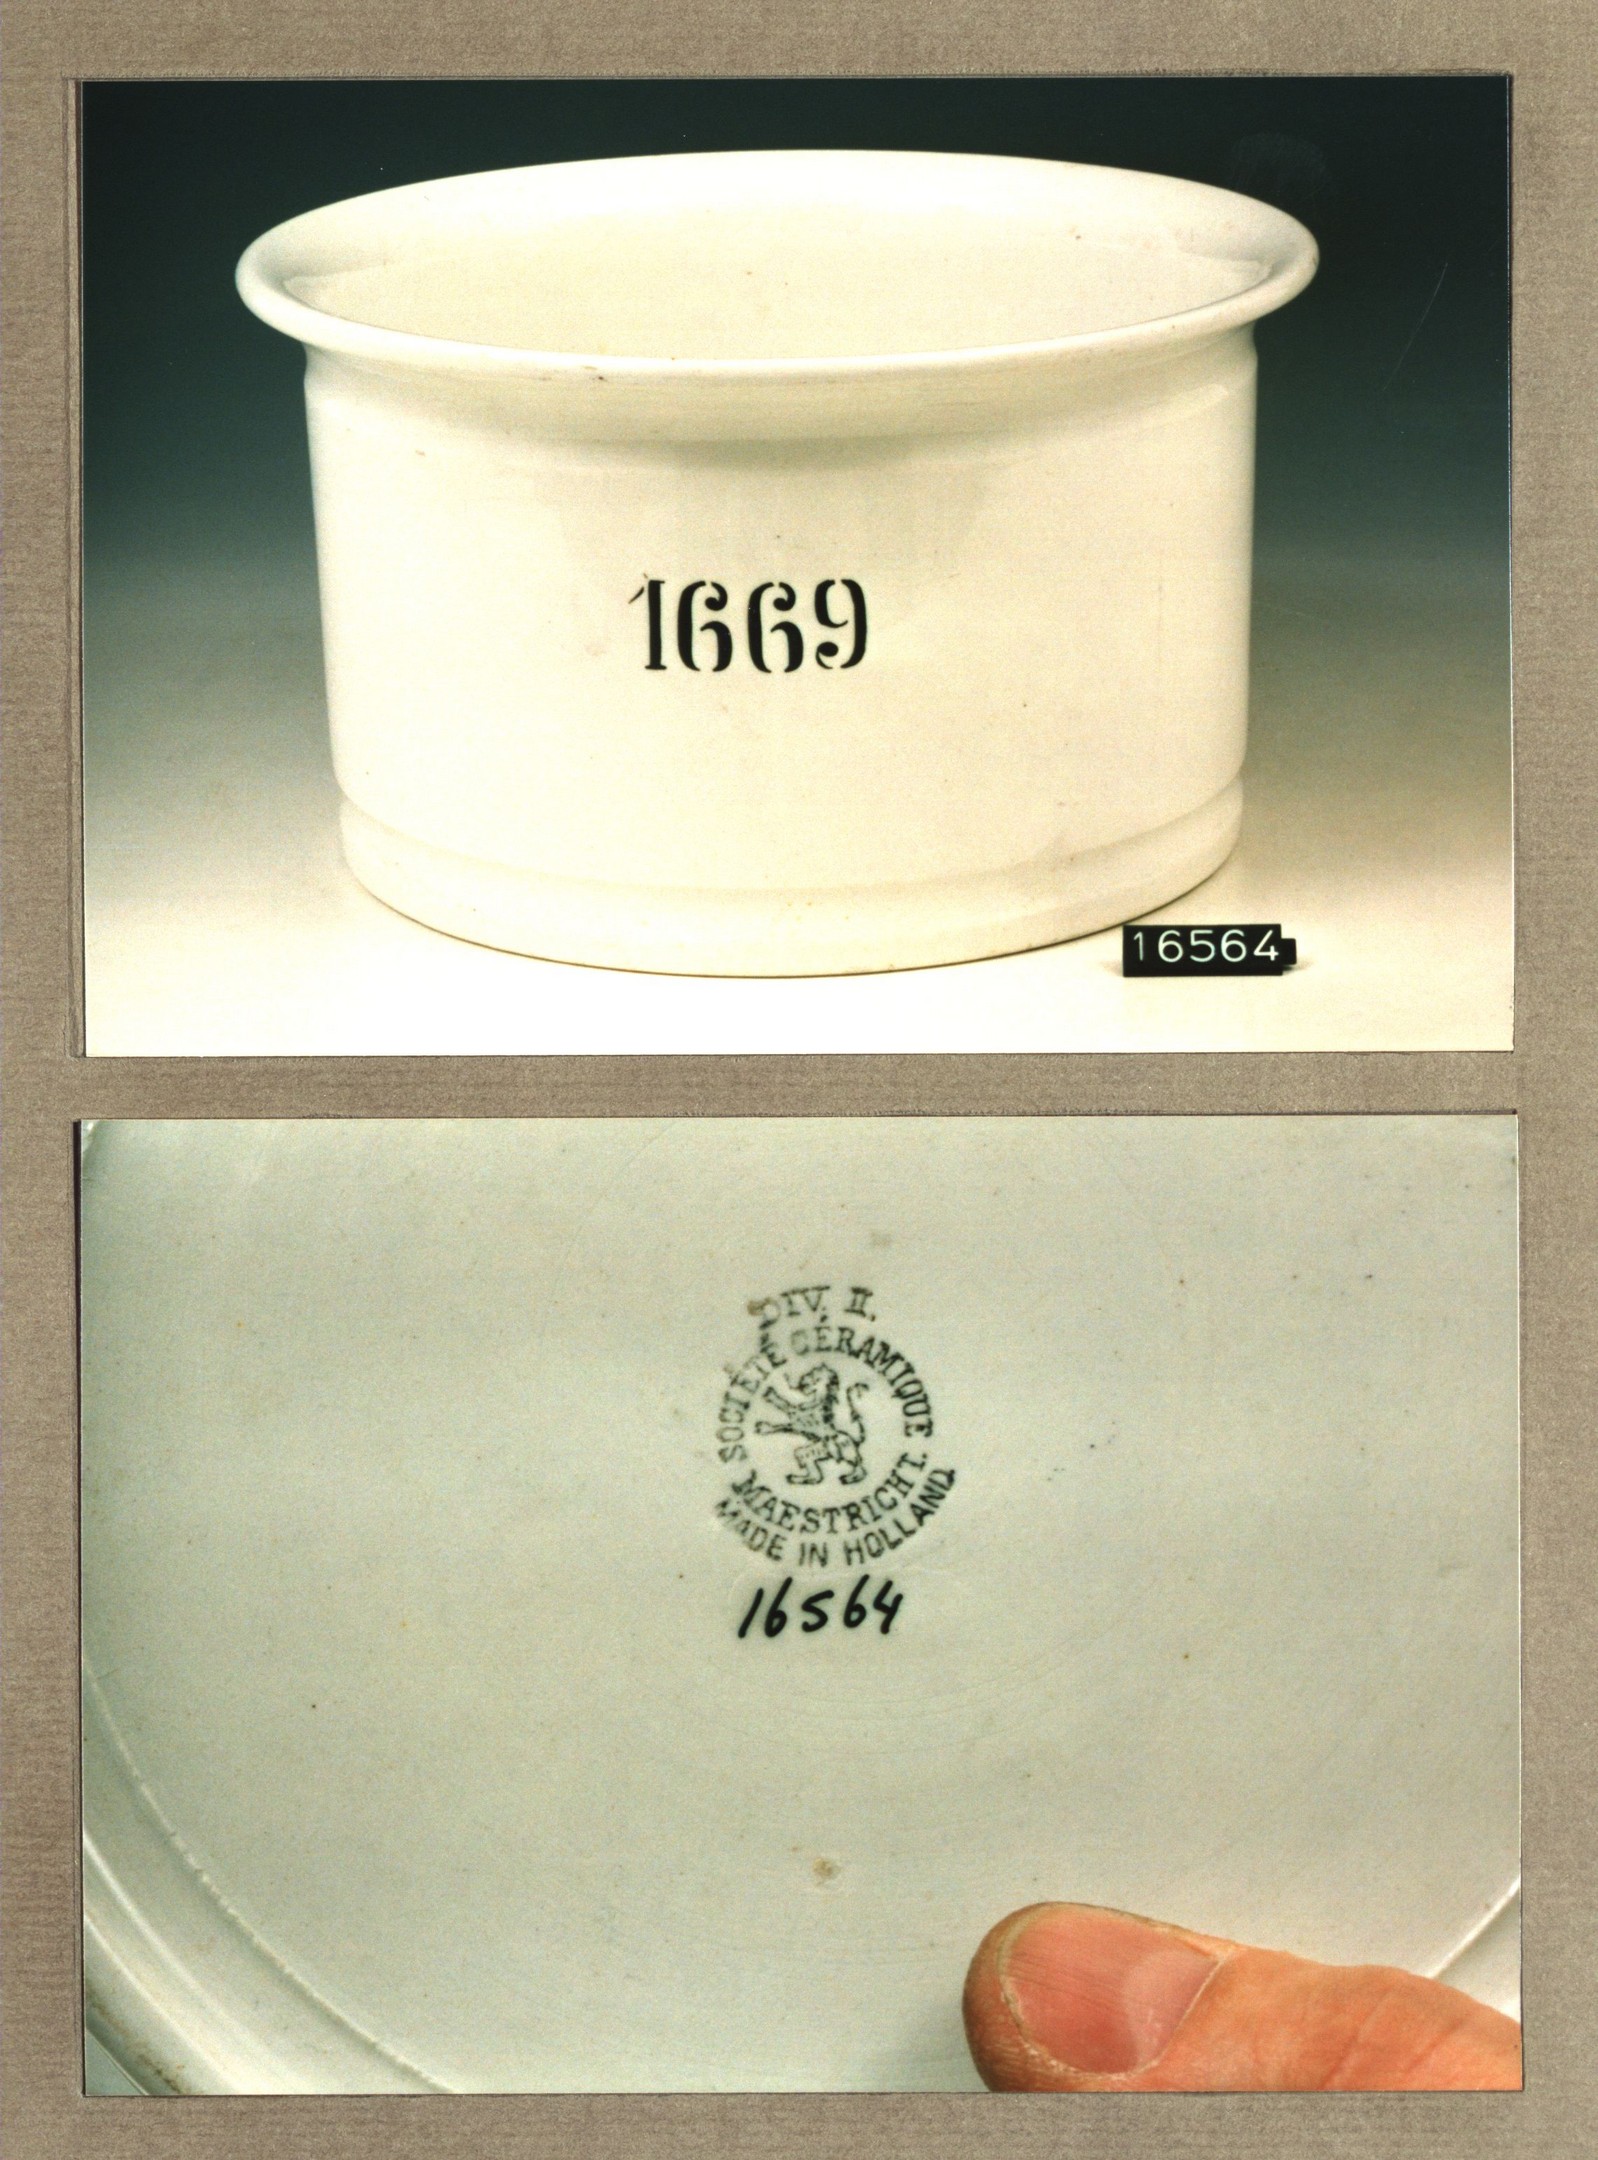 1669
16564
DIV. II.
SOCIÉTÉ CÉRAMIQUE
MAESTRICHT.
MADE IN HOLLAND
16564